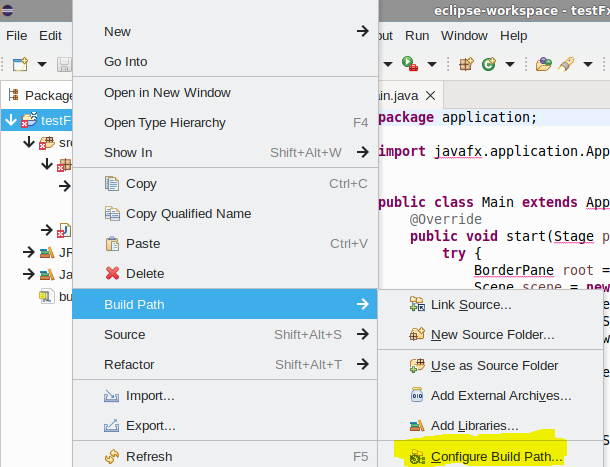 eclipse-workspace - testFx
File Edit Run Window Help
Package
ain.java
testF
src
JR
Ja
bu
New
Go Into
Open in New Window
Open Type Hierarchy F4
Show In Shift+Alt+W
Copy Ctrl+C
Copy Qualified Name
Paste Ctrl+V
Delete
Build Path
Source Shift+Alt+S
Refactor Shift+Alt+T
Import...
Export...
Refresh F5
package application;
import javafx.application.App
public class Main extends App
@Override
public void start(Stage p
try {
BorderPane root =
Scene scene = new
Link Source...
New Source Folder...
Use as Source Folder
Add External Archives...
Add Libraries...
Configure Build Path...